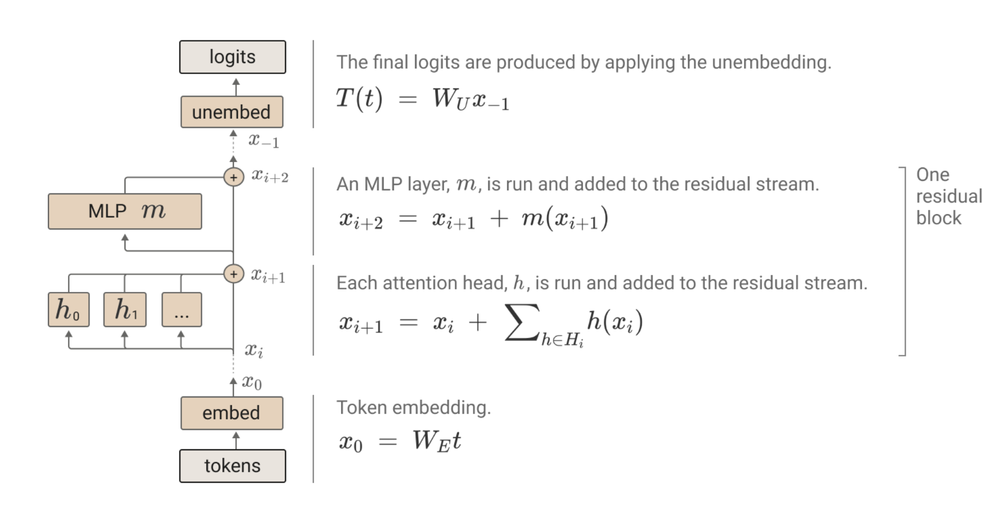 logits
The final logits are produced by applying the unembedding.
T(t) = W_U x_{-1}
unembed
x_{-1}
x_{i+2}
An MLP layer, m, is run and added to the residual stream.
One
residual
block
MLP m
x_{i+2} = x_{i+1} + m(x_{i+1})
x_{i+1}
Each attention head, h, is run and added to the residual stream.
h_0 h_1 ...
x_{i+1} = x_i + ∑_{h∈H_i} h(x_i)
x_i
x_0
embed
Token embedding.
x_0 = W_E t
tokens